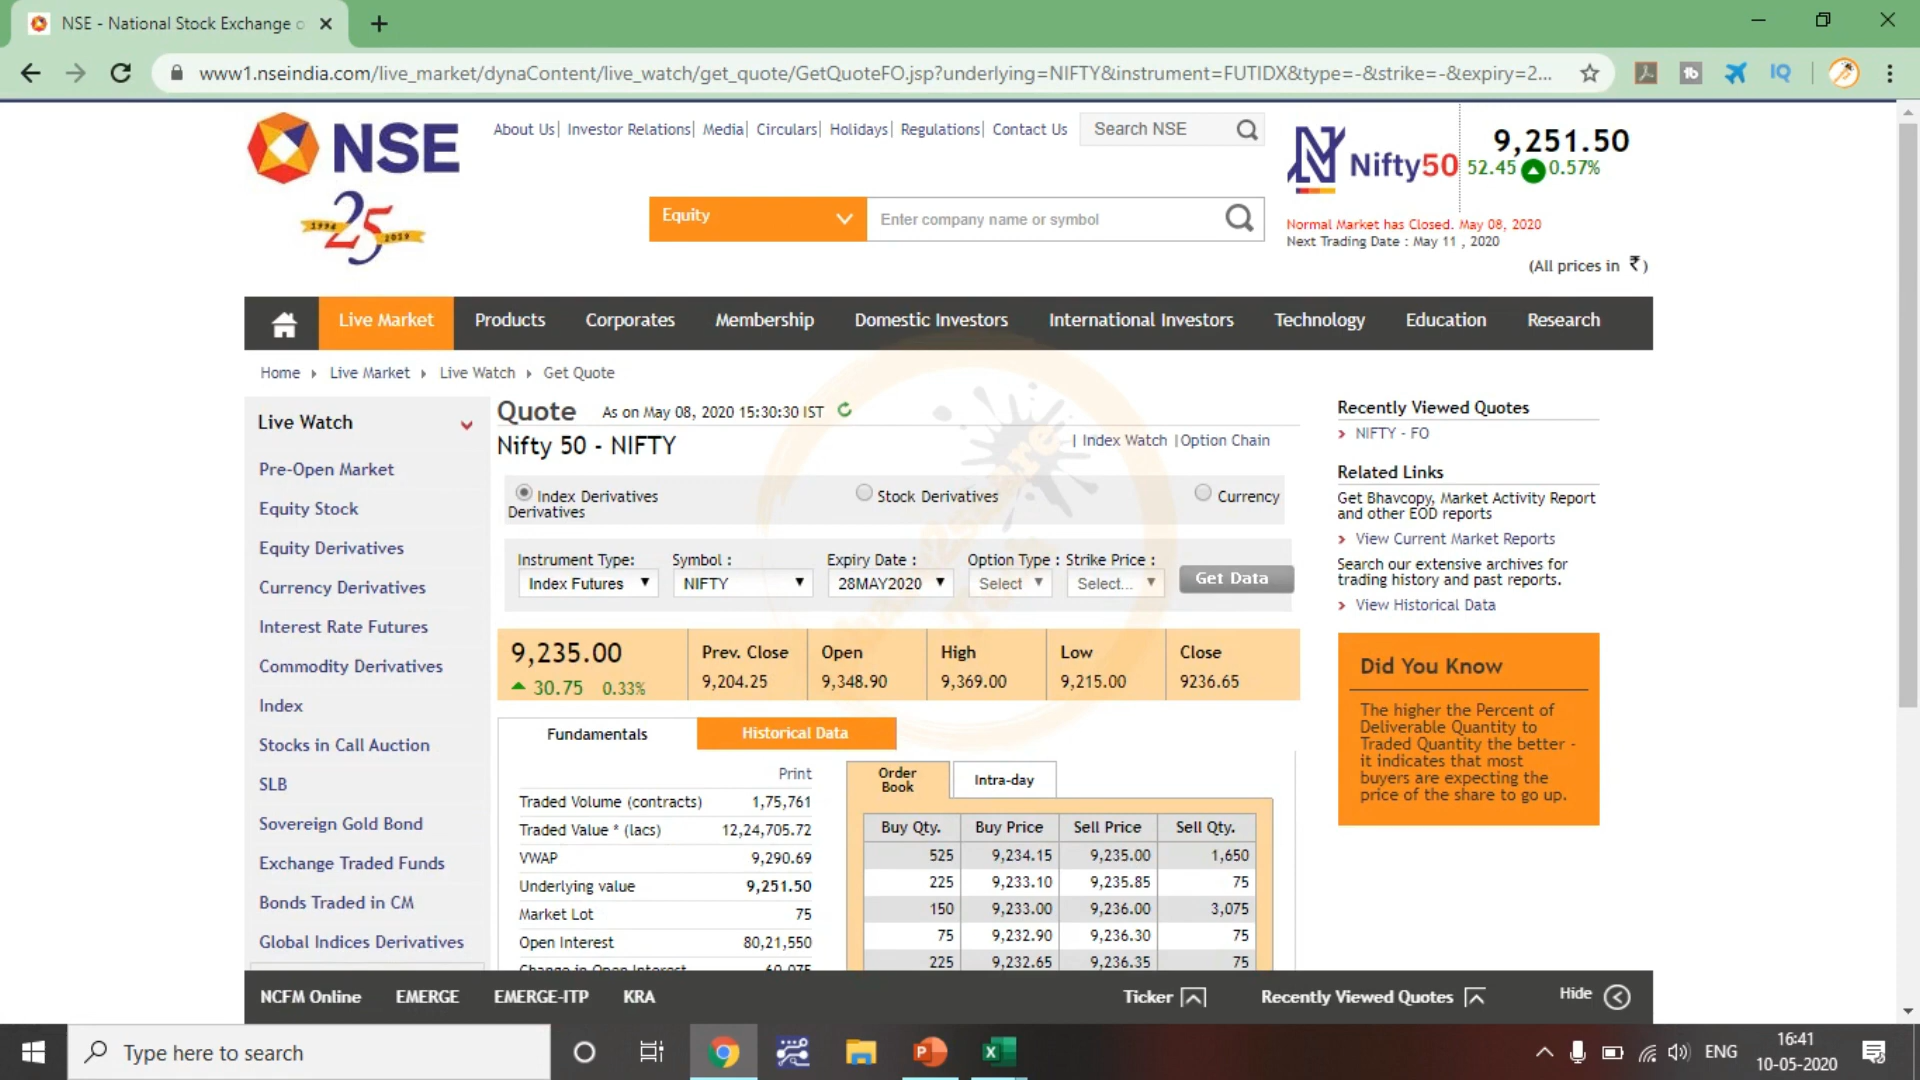 NSE - National Stock Exchange o
www1.nseindia.com/live_market/dynaContent/live_watch/get_quote/GetQuoteFO.jsp?underlying=NIFTY&instrument=FUTIDX&type=-&strike=-&expiry=2...
IQ
NSE
1994 25 2019
About Us| Investor Relations| Media| Circulars| Holidays| Regulations| Contact Us
Search NSE
Equity
Enter company name or symbol
Nifty50
9,251.50
52.45 0.57%
Normal Market has Closed. May 08, 2020
Next Trading Date : May 11 , 2020
(All prices in ₹)
Live Market Products Corporates Membership Domestic Investors International Investors Technology Education Research
Home Live Market Live Watch Get Quote
Live Watch
Pre-Open Market
Equity Stock
Equity Derivatives
Currency Derivatives
Interest Rate Futures
Commodity Derivatives
Index
Stocks in Call Auction
SLB
Sovereign Gold Bond
Exchange Traded Funds
Bonds Traded in CM
Global Indices Derivatives
Quote As on May 08, 2020 15:30:30 IST
Nifty 50 - NIFTY
| Index Watch |Option Chain
Index Derivatives Stock Derivatives Currency
Derivatives
Instrument Type: Symbol : Expiry Date : Option Type : Strike Price :
Index Futures NIFTY 28MAY2020 Select Select... Get Data
9,235.00
30.75 0.33%
Prev. Close Open High Low Close
9,204.25 9,348.90 9,369.00 9,215.00 9236.65
Fundamentals Historical Data
Print
Traded Volume (contracts) 1,75,761
Traded Value * (lacs) 12,24,705.72
VWAP 9,290.69
Underlying value 9,251.50
Market Lot 75
Open Interest 80,21,550
Change in Open Interest 60,075
Order Book Intra-day
Buy Qty. Buy Price Sell Price Sell Qty.
525 9,234.15 9,235.00 1,650
225 9,233.10 9,235.85 75
150 9,233.00 9,236.00 3,075
75 9,232.90 9,236.30 75
225 9,232.65 9,236.35 75
Recently Viewed Quotes
NIFTY - FO
Related Links
Get Bhavcopy, Market Activity Report
and other EOD reports
View Current Market Reports
Search our extensive archives for
trading history and past reports.
View Historical Data
Did You Know
The higher the Percent of
Deliverable Quantity to
Traded Quantity the better -
it indicates that most
buyers are expecting the
price of the share to go up.
NCFM Online EMERGE EMERGE-ITP KRA
Ticker Recently Viewed Quotes Hide
Type here to search
ENG
16:41
10-05-2020